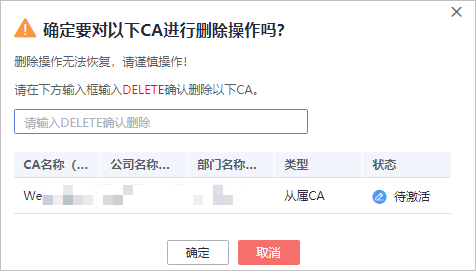 确定要对以下CA进行删除操作吗?
删除操作无法恢复，请谨慎操作!
请在下方输入框输入DELETE确认删除以下CA。
请输入DELETE确认删除
CA名称（... 公司名称... 部门名称... 类型 状态
We 从属CA 待激活
确定 取消